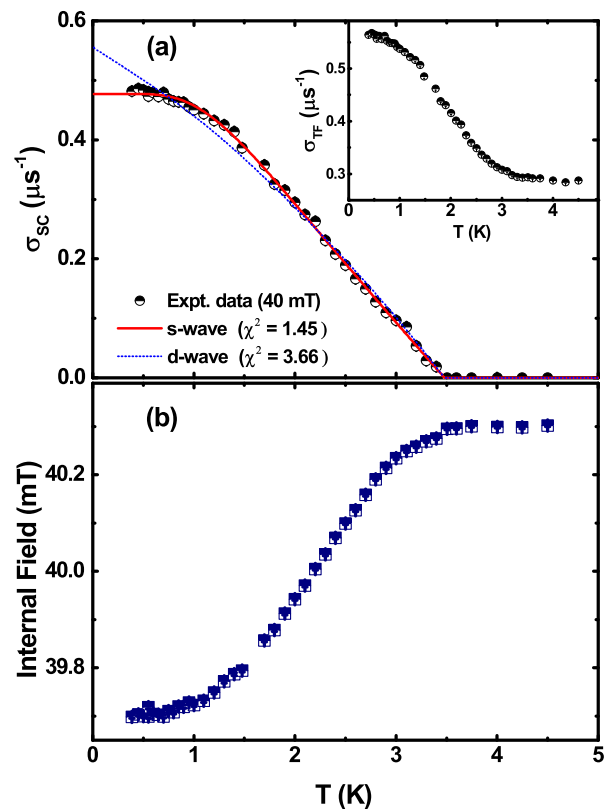 (a)
σSC (μs⁻¹)
0.6
0.4
0.2
0.0
σTF (μs⁻¹)
0.5
0.4
0.3
0 1 2 3 4 5
T (K)
Expt. data (40 mT)
s-wave (χ² = 1.45 )
d-wave (χ² = 3.66 )
(b)
Internal Field (mT)
40.2
40.0
39.8
0 1 2 3 4 5
T (K)